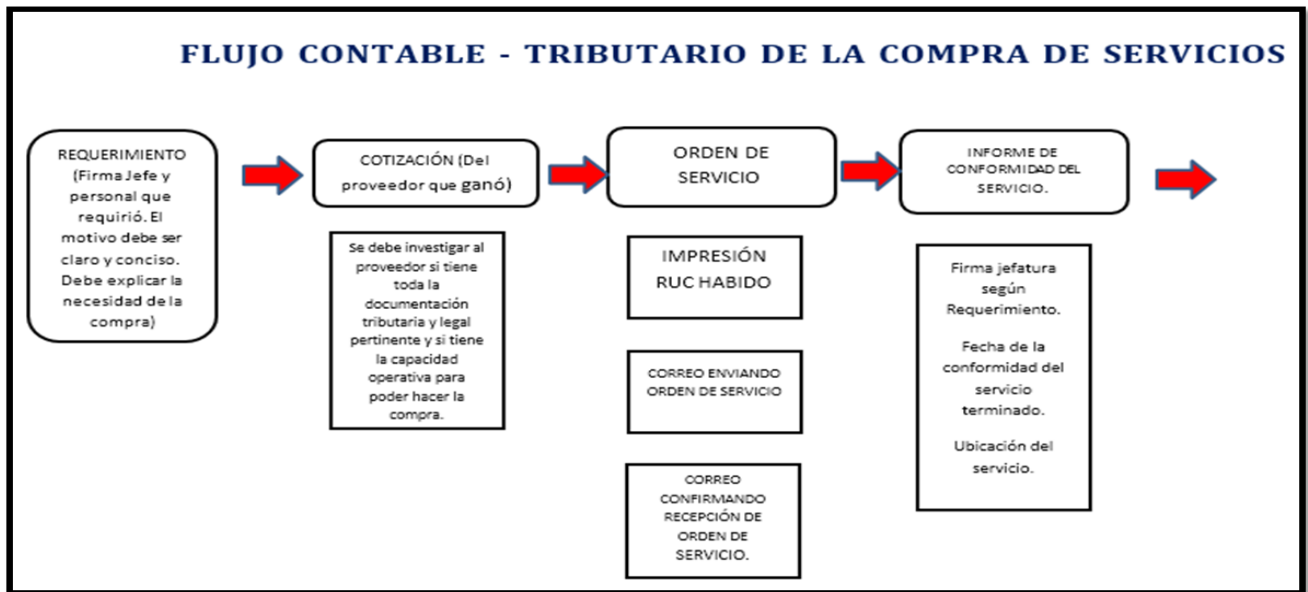 FLUJO CONTABLE - TRIBUTARIO DE LA COMPRA DE SERVICIOS
REQUERIMIENTO
(Firma Jefe y
personal que
requirió. El
motivo debe ser
claro y conciso.
Debe explicar la
necesidad de la
compra)
COTIZACIÓN (Del
proveedor que ganó)
Se debe investigar al
proveedor si tiene
toda la
documentación
tributaria y legal
pertinente y si tiene
la capacidad
operativa para
poder hacer la
compra.
ORDEN DE
SERVICIO
IMPRESIÓN
RUC HABIDO
CORREO ENVIANDO
ORDEN DE SERVICIO
CORREO
CONFIRMANDO
RECEPCIÓN DE
ORDEN DE
SERVICIO.
INFORME DE
CONFORMIDAD DEL
SERVICIO.
Firma jefatura
según
Requerimiento.
Fecha de la
conformidad del
servicio
terminado.
Ubicación del
servicio.